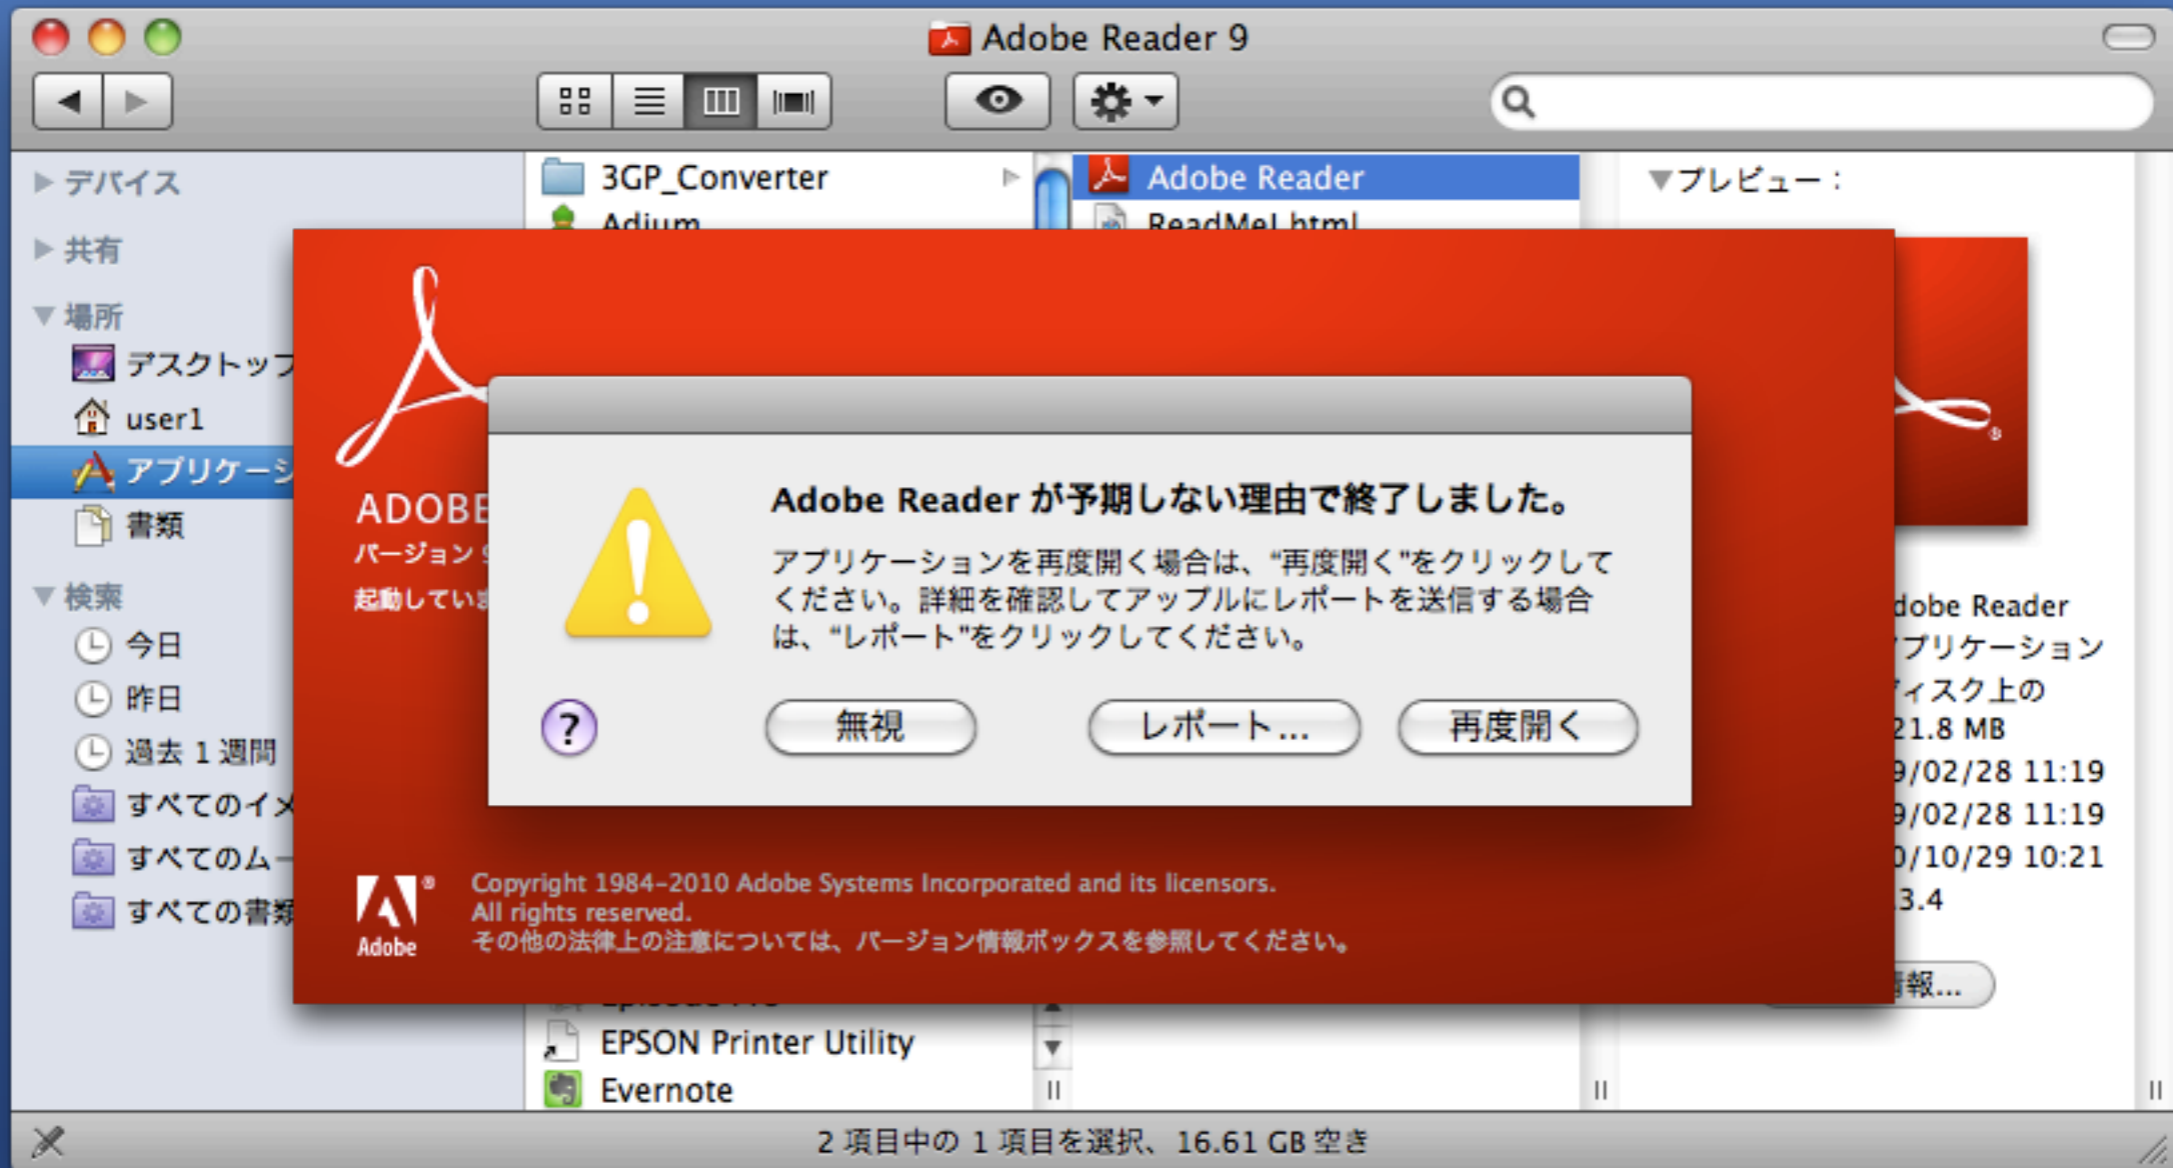 Adobe Reader 9
デバイス
共有
場所
デスクトップ
user1
アプリケーシ
書類
検索
今日
昨日
過去 1 週間
すべてのイメ
すべてのムー
すべての書類
3GP_Converter
Adium
EPSON Printer Utility
Evernote
Adobe Reader
ReadMeJ.html
プレビュー：
dobe Reader
プリケーション
ィスク上の
21.8 MB
9/02/28 11:19
9/02/28 11:19
0/10/29 10:21
.3.4
情報...
ADOBE
バージョン 9
起動していま
Adobe Reader が予期しない理由で終了しました。
アプリケーションを再度開く場合は、“再度開く”をクリックして
ください。詳細を確認してアップルにレポートを送信する場合
は、“レポート”をクリックしてください。
?
無視
レポート...
再度開く
Adobe
Copyright 1984-2010 Adobe Systems Incorporated and its licensors.
All rights reserved.
その他の法律上の注意については、バージョン情報ボックスを参照してください。
2 項目中の 1 項目を選択、16.61 GB 空き